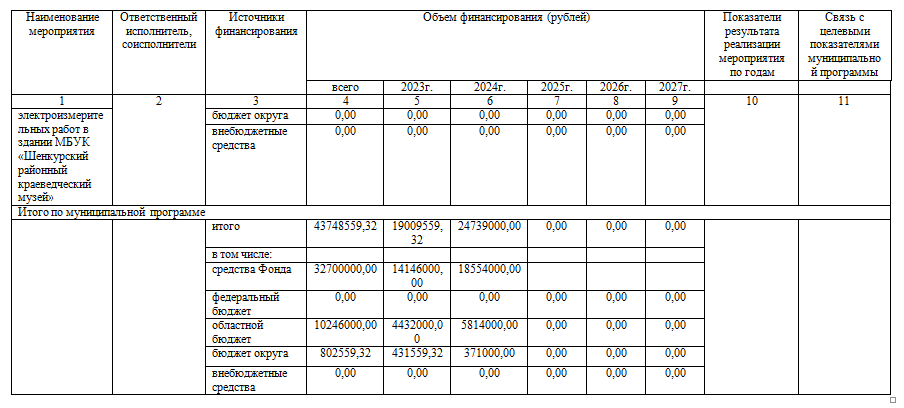 Наименование мероприятия
Ответственный исполнитель, соисполнители
Источники финансирования
Объем финансирования (рублей)
Показатели результата реализации мероприятия по годам
Связь с целевыми показателями муниципально й программы
всего 2023г. 2024г. 2025г. 2026г. 2027г.
1 2 3 4 5 6 7 8 9 10 11
электроизмерите льных работ в здании МБУК «Шенкурский районный краеведческий музей»
бюджет округа 0,00 0,00 0,00 0,00 0,00 0,00
внебюджетные средства 0,00 0,00 0,00 0,00 0,00 0,00
Итого по муниципальной программе
итого 43748559,32 19009559, 32 24739000,00 0,00 0,00 0,00
в том числе:
средства Фонда 32700000,00 14146000, 00 18554000,00
федеральный бюджет 0,00 0,00 0,00 0,00 0,00 0,00
областной бюджет 10246000,00 4432000,0 0 5814000,00 0,00 0,00 0,00
бюджет округа 802559,32 431559,32 371000,00 0,00 0,00 0,00
внебюджетные средства 0,00 0,00 0,00 0,00 0,00 0,00